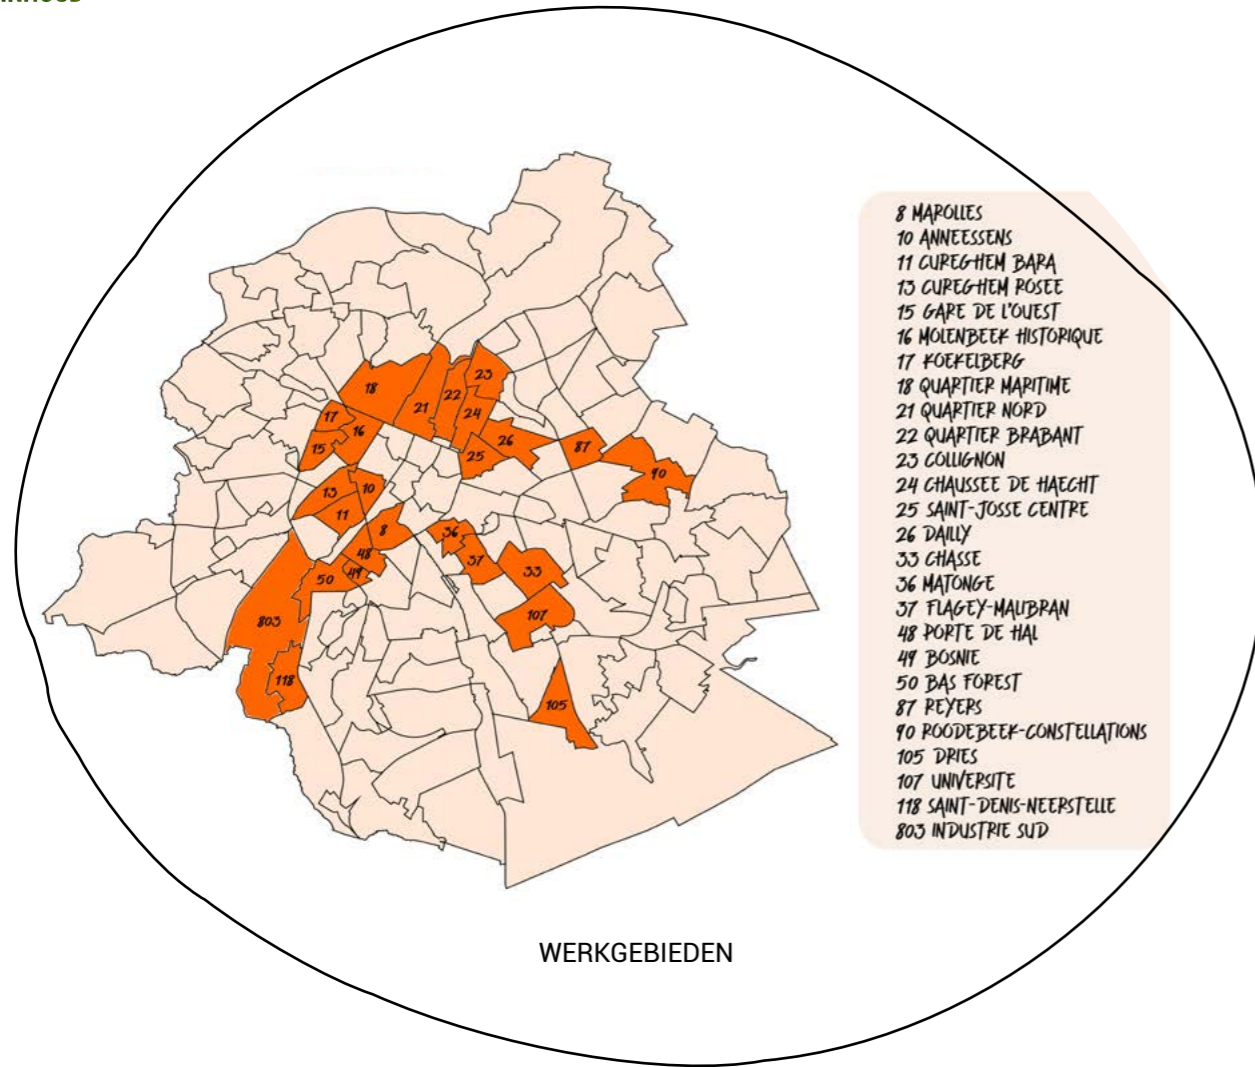 18
23
22
21
24
17
16
26
15
25
87
90
13
10
11
8
36
48
37
49
50
33
803
107
118
105
8 MAROLLES
10 ANNEESSENS
11 CUREGHEM BARA
13 CUREGHEM ROSEE
15 GARE DE L'OUEST
16 MOLENBEEK HISTORIQUE
17 KOEKELBERG
18 QUARTIER MARITIME
21 QUARTIER NORD
22 QUARTIER BRABANT
23 COLLIGNON
24 CHAUSSEE DE HAECHT
25 SAINT-JOSSE CENTRE
26 DAILLY
33 CHASSE
36 MATONGE
37 FLAGEY-MALIBRAN
48 PORTE DE HAL
49 BOSNIE
50 BAS FOREST
87 REYERS
90 ROODEBEEK-CONSTELLATIONS
105 DRIES
107 UNIVERSITE
118 SAINT-DENIS-NEERSTELLE
803 INDUSTRIE SUD
WERKGEBIEDEN